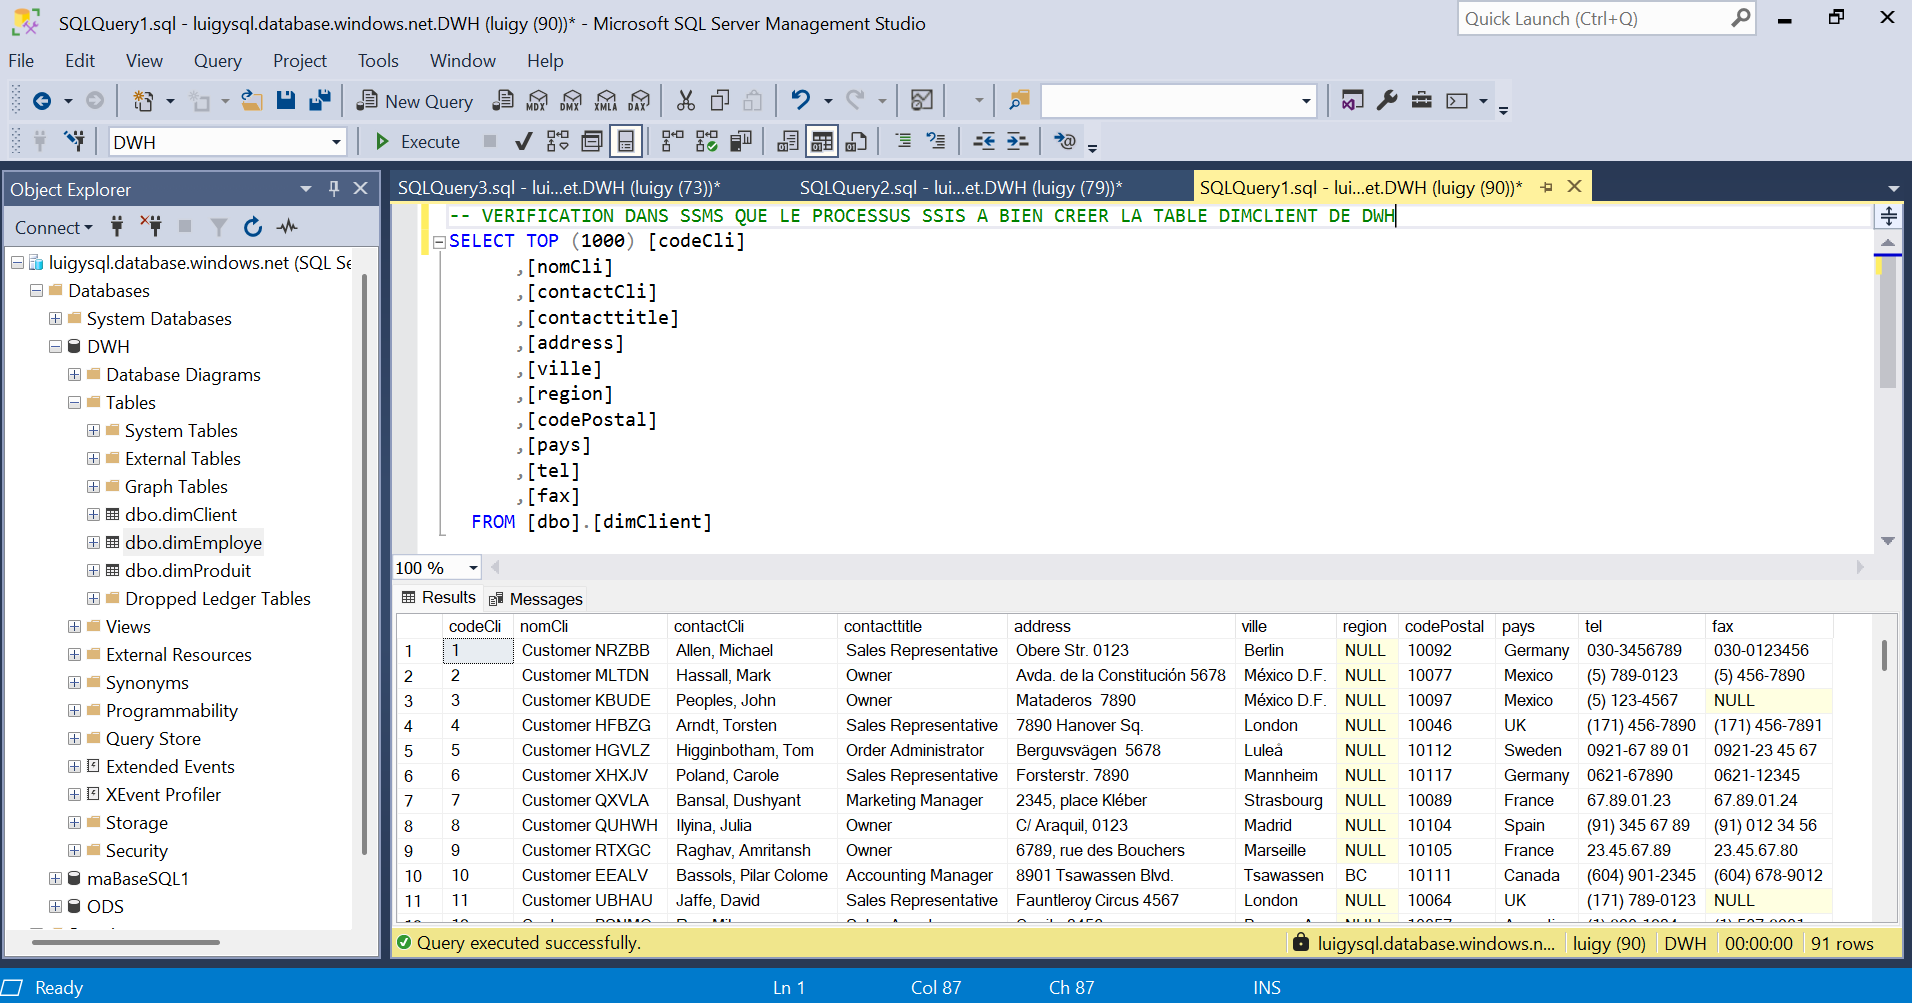 SQLQuery1.sql - luigysql.database.windows.net.DWH (luigy (90))* - Microsoft SQL Server Management Studio
Quick Launch (Ctrl+Q)
File Edit View Query Project Tools Window Help
New Query MDX DMX XMLA DAX
DWH Execute
Object Explorer
Connect
luigysql.database.windows.net (SQL Se
Databases
System Databases
DWH
Database Diagrams
Tables
System Tables
External Tables
Graph Tables
dbo.dimClient
dbo.dimEmploye
dbo.dimProduit
Dropped Ledger Tables
Views
External Resources
Synonyms
Programmability
Query Store
Extended Events
XEvent Profiler
Storage
Security
maBaseSQL1
ODS
SQLQuery3.sql - lui...et.DWH (luigy (73))* SQLQuery2.sql - lui...et.DWH (luigy (79))* SQLQuery1.sql - lui...et.DWH (luigy (90))*
-- VERIFICATION DANS SSMS QUE LE PROCESSUS SSIS A BIEN CREER LA TABLE DIMCLIENT DE DWH
SELECT TOP (1000) [codeCli]
,[nomCli]
,[contactCli]
,[contacttitle]
,[address]
,[ville]
,[region]
,[codePostal]
,[pays]
,[tel]
,[fax]
FROM [dbo].[dimClient]
100 %
Results Messages
codeCli nomCli contactCli contacttitle address ville region codePostal pays tel fax
1 1 Customer NRZBB Allen, Michael Sales Representative Obere Str. 0123 Berlin NULL 10092 Germany 030-3456789 030-0123456
2 2 Customer MLTDN Hassall, Mark Owner Avda. de la Constitución 5678 México D.F. NULL 10077 Mexico (5) 789-0123 (5) 456-7890
3 3 Customer KBUDE Peoples, John Owner Mataderos 7890 México D.F. NULL 10097 Mexico (5) 123-4567 NULL
4 4 Customer HFBZG Arndt, Torsten Sales Representative 7890 Hanover Sq. London NULL 10046 UK (171) 456-7890 (171) 456-7891
5 5 Customer HGVLZ Higginbotham, Tom Order Administrator Berguvsvägen 5678 Luleå NULL 10112 Sweden 0921-67 89 01 0921-23 45 67
6 6 Customer XHXJV Poland, Carole Sales Representative Forsterstr. 7890 Mannheim NULL 10117 Germany 0621-67890 0621-12345
7 7 Customer QXVLA Bansal, Dushyant Marketing Manager 2345, place Kléber Strasbourg NULL 10089 France 67.89.01.23 67.89.01.24
8 8 Customer QUHWH Ilyina, Julia Owner C/ Araquil, 0123 Madrid NULL 10104 Spain (91) 345 67 89 (91) 012 34 56
9 9 Customer RTXGC Raghav, Amritansh Owner 6789, rue des Bouchers Marseille NULL 10105 France 23.45.67.89 23.45.67.80
10 10 Customer EEALV Bassols, Pilar Colome Accounting Manager 8901 Tsawassen Blvd. Tsawassen BC 10111 Canada (604) 901-2345 (604) 678-9012
11 11 Customer UBHAU Jaffe, David Sales Representative Fauntleroy Circus 4567 London NULL 10064 UK (171) 789-0123 NULL
Query executed successfully. luigysql.database.windows.n... luigy (90) DWH 00:00:00 91 rows
Ready Ln 1 Col 87 Ch 87 INS